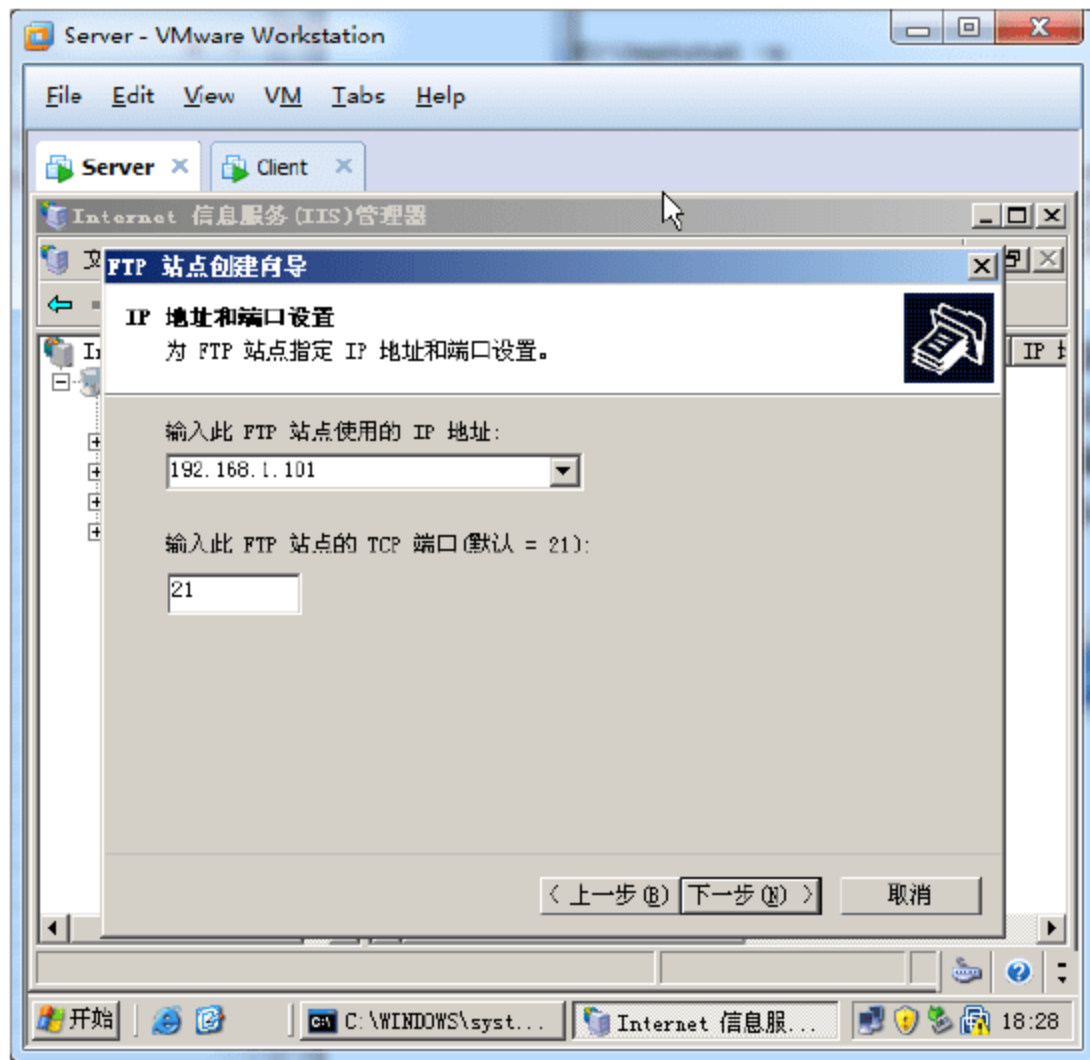 Server - VMware Workstation
File Edit View VM Tabs Help
Server Client
Internet 信息服务(IIS)管理器
FTP 站点创建向导
IP 地址和端口设置
为 FTP 站点指定 IP 地址和端口设置。
输入此 FTP 站点使用的 IP 地址:
192.168.1.101
输入此 FTP 站点的 TCP 端口(默认 = 21):
21
< 上一步(B) 下一步(N) > 取消
开始 C:\WINDOWS\syst... Internet 信息服... 18:28